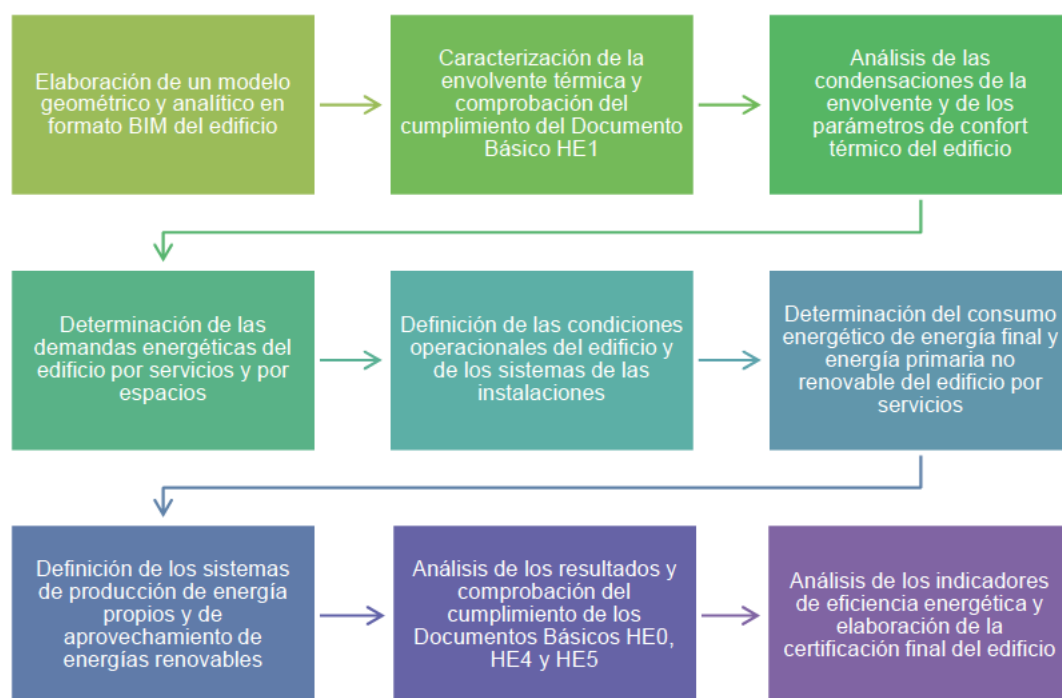 Elaboración de un modelo
geométrico y analítico en
formato BIM del edificio
Caracterización de la
envolvente térmica y
comprobación del
cumplimiento del Documento
Básico HE1
Análisis de las
condensaciones de la
envolvente y de los
parámetros de confort
térmico del edificio
Determinación de las
demandas energéticas del
edificio por servicios y por
espacios
Definición de las condiciones
operacionales del edificio y
de los sistemas de las
instalaciones
Determinación del consumo
energético de energía final y
energía primaria no
renovable del edificio por
servicios
Definición de los sistemas
de producción de energía
propios y de
aprovechamiento de
energías renovables
Análisis de los resultados y
comprobación del
cumplimiento de los
Documentos Básicos HE0,
HE4 y HE5
Análisis de los indicadores
de eficiencia energética y
elaboración de la
certificación final del edificio